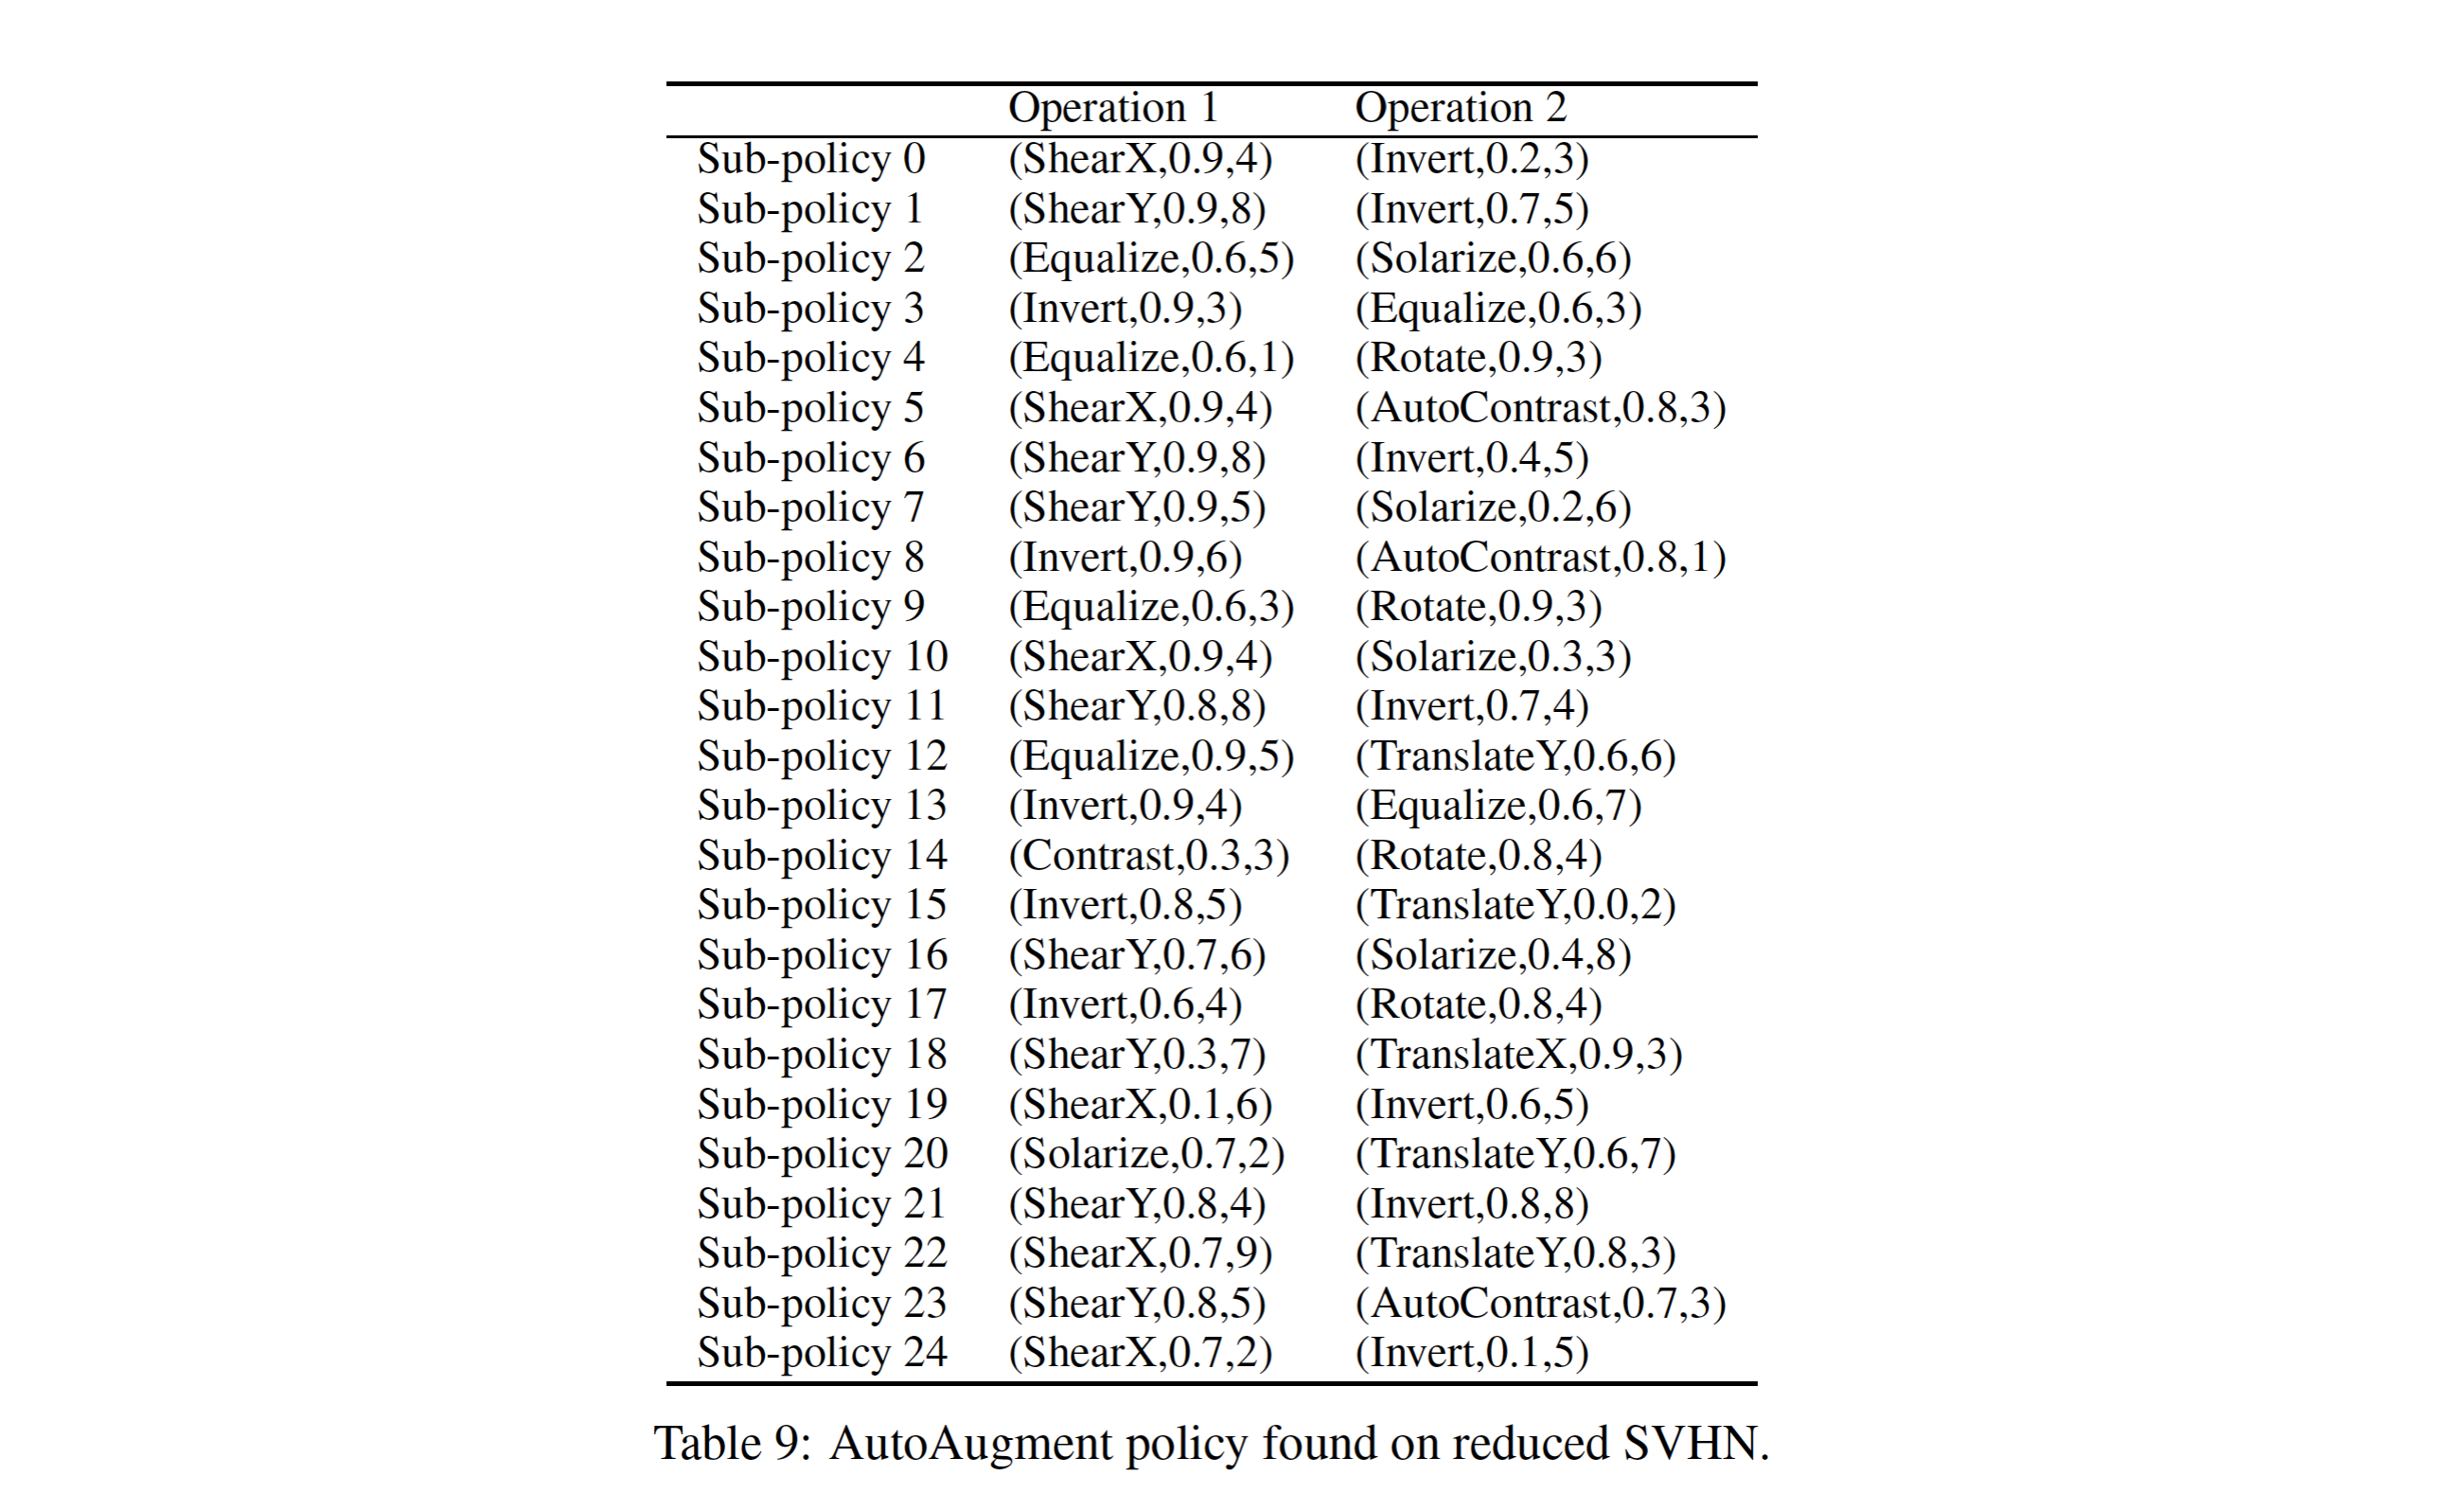 Operation 1 Operation 2
Sub-policy 0 (ShearX,0.9,4) (Invert,0.2,3)
Sub-policy 1 (ShearY,0.9,8) (Invert,0.7,5)
Sub-policy 2 (Equalize,0.6,5) (Solarize,0.6,6)
Sub-policy 3 (Invert,0.9,3) (Equalize,0.6,3)
Sub-policy 4 (Equalize,0.6,1) (Rotate,0.9,3)
Sub-policy 5 (ShearX,0.9,4) (AutoContrast,0.8,3)
Sub-policy 6 (ShearY,0.9,8) (Invert,0.4,5)
Sub-policy 7 (ShearY,0.9,5) (Solarize,0.2,6)
Sub-policy 8 (Invert,0.9,6) (AutoContrast,0.8,1)
Sub-policy 9 (Equalize,0.6,3) (Rotate,0.9,3)
Sub-policy 10 (ShearX,0.9,4) (Solarize,0.3,3)
Sub-policy 11 (ShearY,0.8,8) (Invert,0.7,4)
Sub-policy 12 (Equalize,0.9,5) (TranslateY,0.6,6)
Sub-policy 13 (Invert,0.9,4) (Equalize,0.6,7)
Sub-policy 14 (Contrast,0.3,3) (Rotate,0.8,4)
Sub-policy 15 (Invert,0.8,5) (TranslateY,0.0,2)
Sub-policy 16 (ShearY,0.7,6) (Solarize,0.4,8)
Sub-policy 17 (Invert,0.6,4) (Rotate,0.8,4)
Sub-policy 18 (ShearY,0.3,7) (TranslateX,0.9,3)
Sub-policy 19 (ShearX,0.1,6) (Invert,0.6,5)
Sub-policy 20 (Solarize,0.7,2) (TranslateY,0.6,7)
Sub-policy 21 (ShearY,0.8,4) (Invert,0.8,8)
Sub-policy 22 (ShearX,0.7,9) (TranslateY,0.8,3)
Sub-policy 23 (ShearY,0.8,5) (AutoContrast,0.7,3)
Sub-policy 24 (ShearX,0.7,2) (Invert,0.1,5)
Table 9: AutoAugment policy found on reduced SVHN.